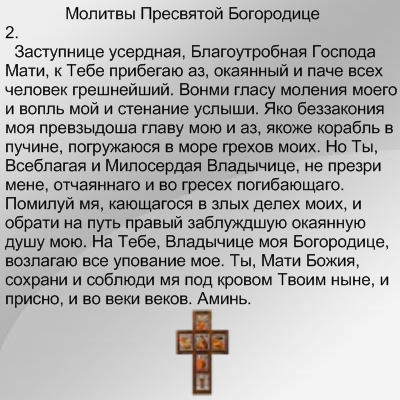 Молитвы Пресвятой Богородице
2.
Заступнице усердная, Благоутробная Господа
Мати, к Тебе прибегаю аз, окаянный и паче всех
человек грешнейший. Вонми гласу моления моего
и вопль мой и стенание услыши. Яко беззакония
моя превзыдоша главу мою и аз, якоже корабль в
пучине, погружаюся в море грехов моих. Но Ты,
Всеблагая и Милосердая Владычице, не презри
мене, отчаяннаго и во гресех погибающаго.
Помилуй мя, кающагося в злых делех моих, и
обрати на путь правый заблуждшую окаянную
душу мою. На Тебе, Владычице моя Богородице,
возлагаю все упование мое. Ты, Мати Божия,
сохрани и соблюди мя под кровом Твоим ныне, и
присно, и во веки веков. Аминь.